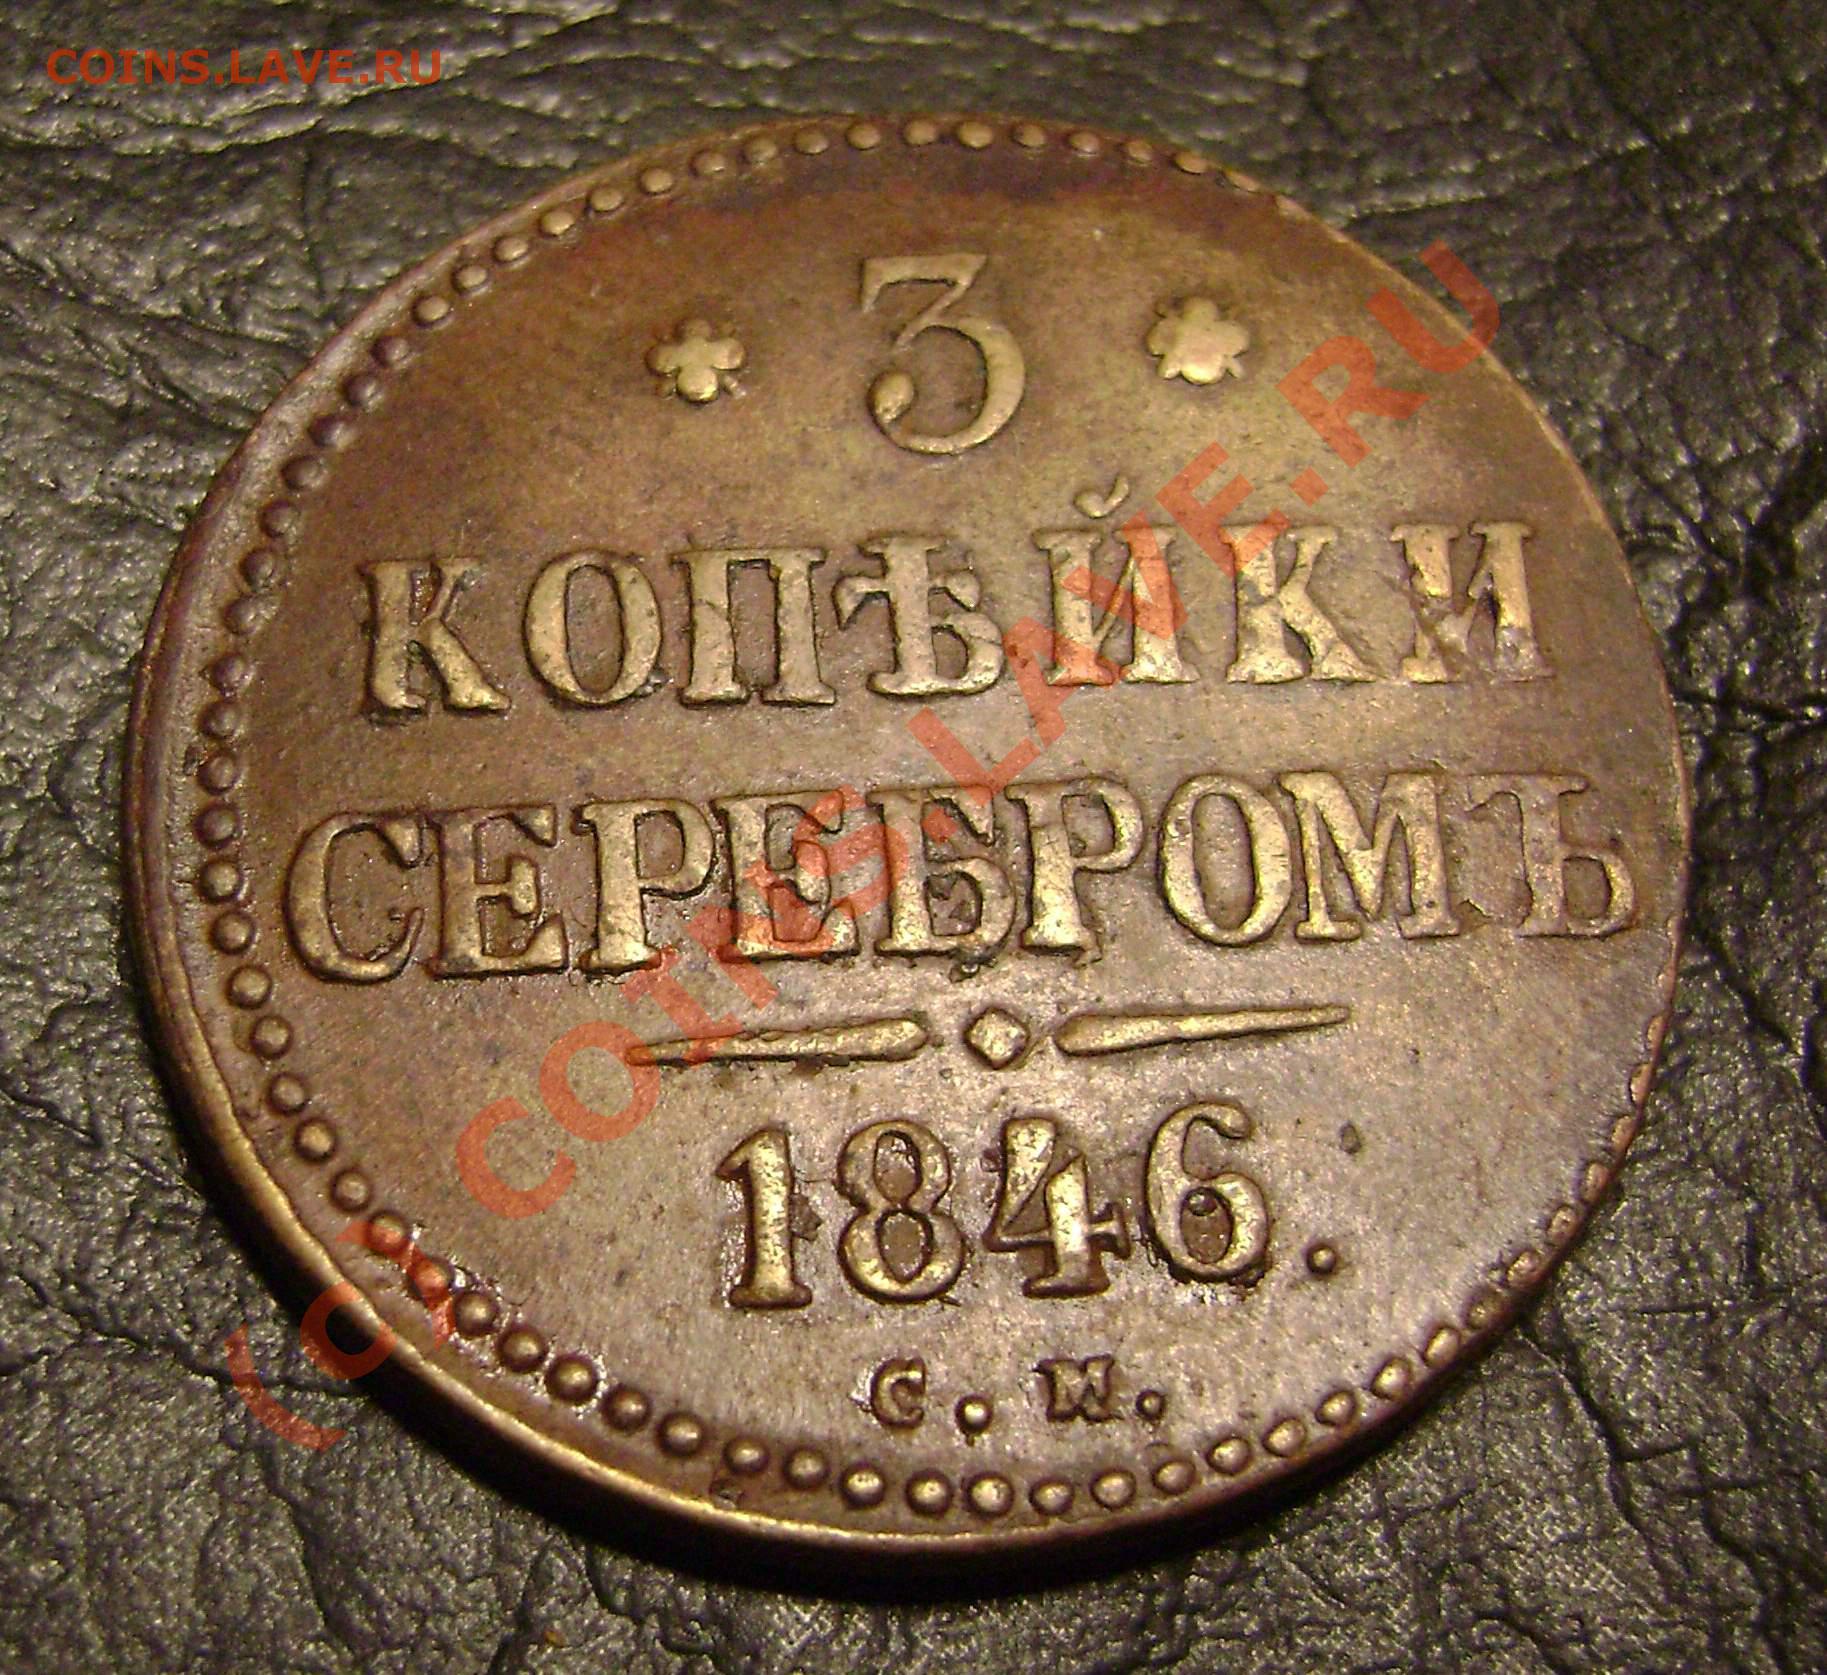 COINS.LAVE.RU
3
КОПѢЙКИ
СЕРЕБРОМЪ
1846.
С.М.
(c) COINS.LAVE.RU